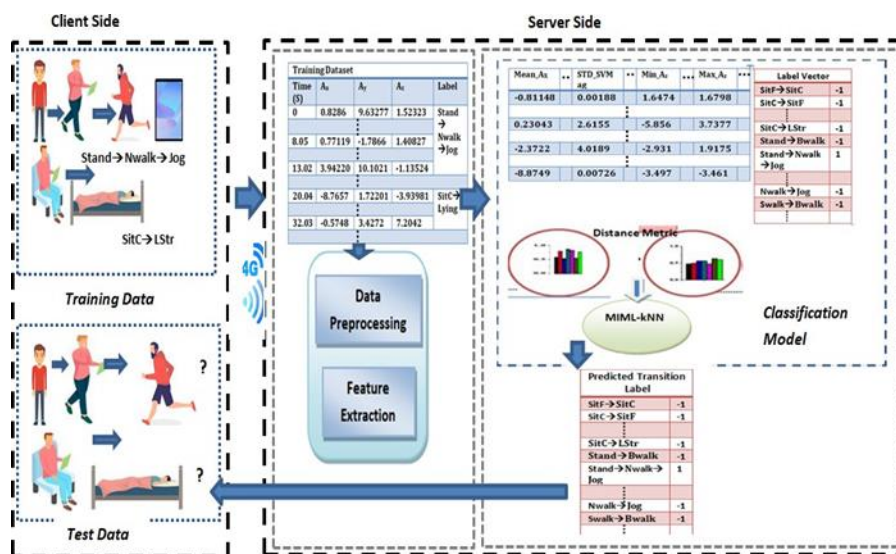 Client Side
Server Side
Stand→Nwalk→Jog
SitC→LStr
Training Data
4G
?
?
Test Data
Training Dataset
Time (S) Ax Ay Az Label
0 0.8286 9.63277 1.52323 Stand → Nwalk →Jog
8.05 0.77119 -1.7866 1.40827
13.02 3.94220 10.1021 -1.13524
20.04 -8.7657 1.72201 -3.93981 SitC→ Lying
32.03 -0.5748 3.4272 7.2042
Data
Preprocessing
Feature
Extraction
Mean_Ax .. STD_SVM ag .. Min_Az ... Max_Az ...
-0.81148 0.00188 1.6474 1.6798
0.23043 2.6155 -5.856 3.7377
-2.3722 4.0189 -2.931 1.9175
-8.8749 0.00726 -3.497 -3.461
Label Vector
SitF→SitC -1
SitC→SitF -1
SitC→LStr -1
Stand→Bwalk -1
Stand→Nwalk 1
→Jog
Nwalk→Jog -1
Swalk→Bwalk -1
Distance Metric
MIML-kNN
Classification
Model
Predicted Transition
Label
SitF→SitC -1
SitC→SitF -1
SitC→LStr -1
Stand→Bwalk -1
Stand→Nwalk→ 1
Jog
Nwalk→Jog -1
Swalk→Bwalk -1